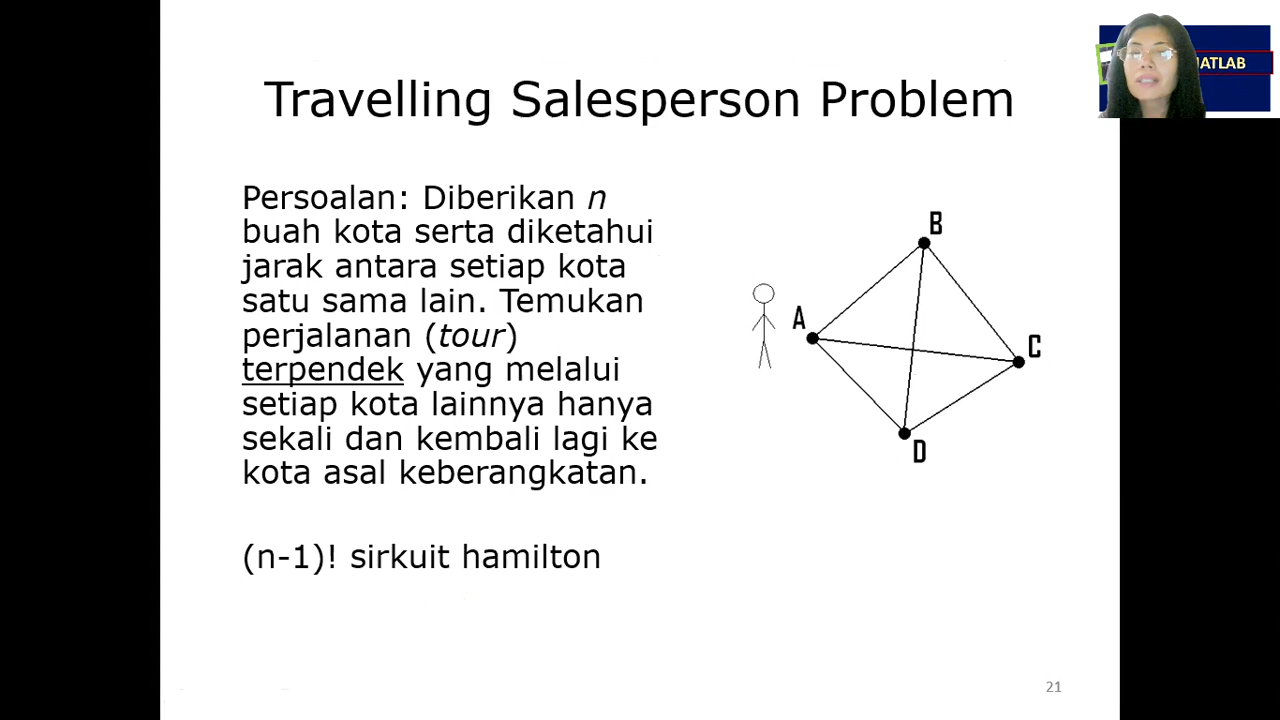 Travelling Salesperson Problem
Persoalan: Diberikan n
buah kota serta diketahui
jarak antara setiap kota
satu sama lain. Temukan
perjalanan (tour)
terpendek yang melalui
setiap kota lainnya hanya
sekali dan kembali lagi ke
kota asal keberangkatan.
(n-1)! sirkuit hamilton
B
A
C
D
21